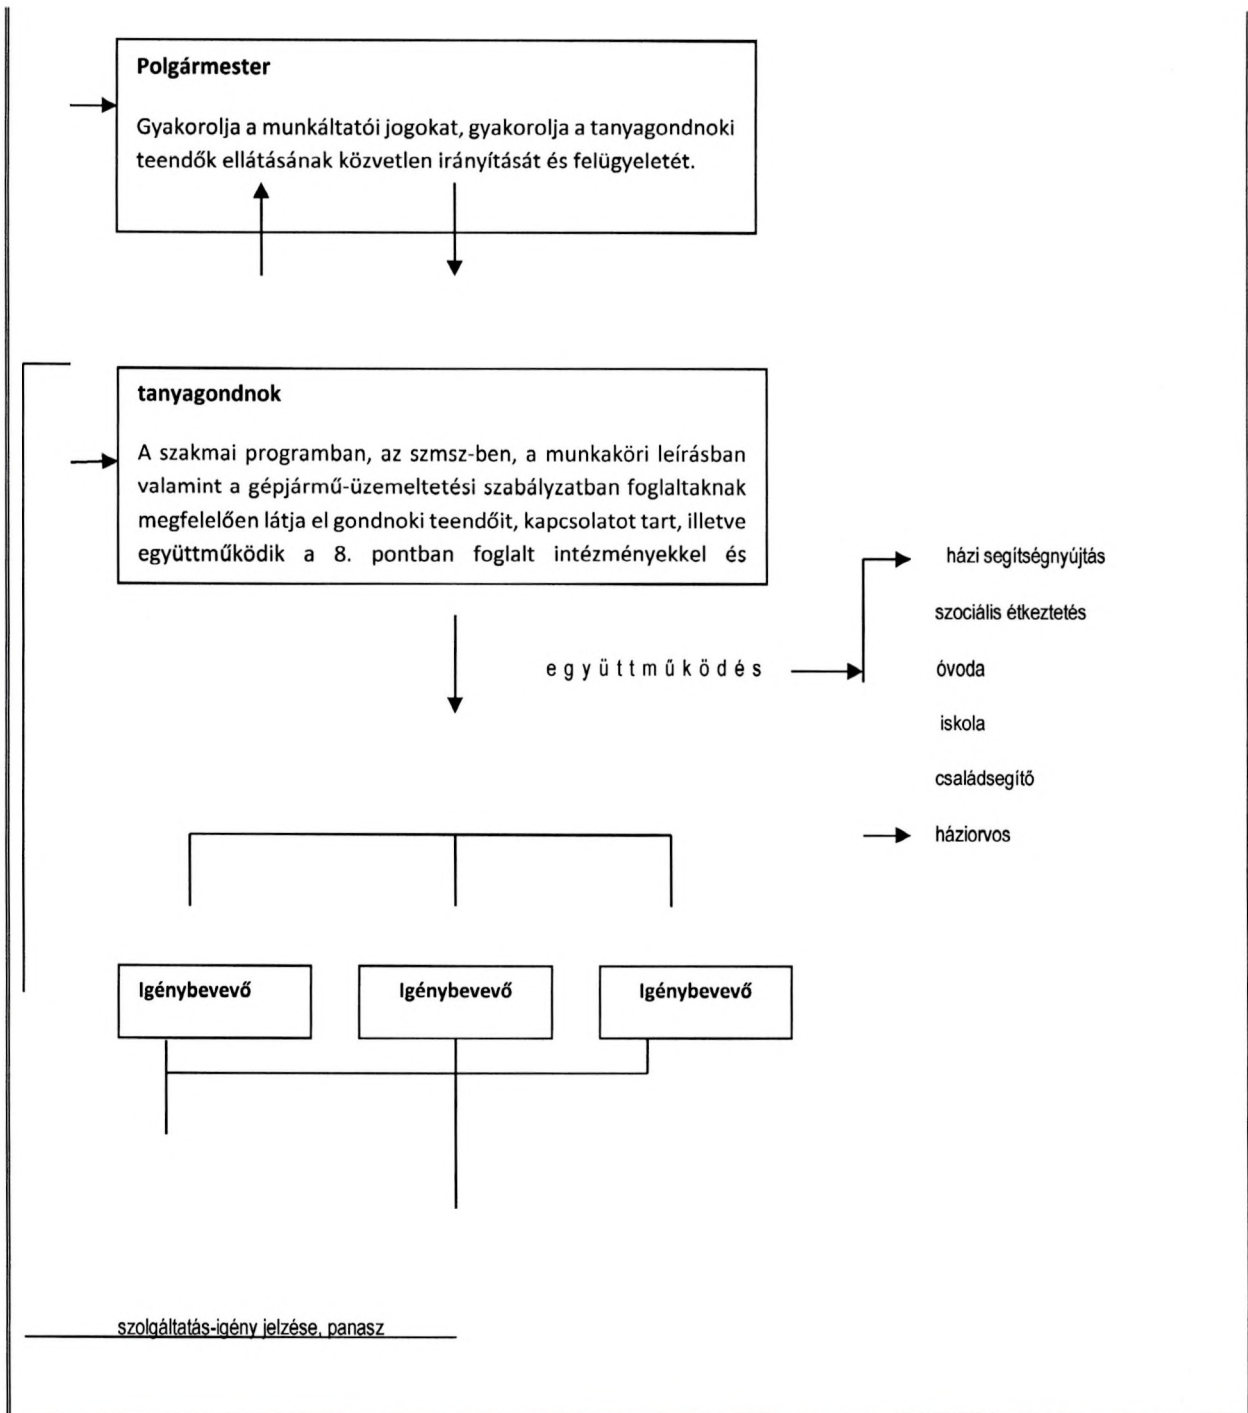 Polgármester
Gyakorolja a munkáltatói jogokat, gyakorolja a tanyagondnoki
teendők ellátásának közvetlen irányítását és felügyeletét.
tanyagondnok
A szakmai programban, az szmsz-ben, a munkaköri leírásban
valamint a gépjármű-üzemeltetési szabályzatban foglaltaknak
megfelelően látja el gondnoki teendőit, kapcsolatot tart, illetve
együttműködik a 8. pontban foglalt intézményekkel és
házi segítségnyújtás
szociális étkeztetés
e g y ü t t m ű k ö d é s
óvoda
iskola
családsegítő
háziorvos
Igénybevevő
Igénybevevő
Igénybevevő
szolgáltatás-igény jelzése, panasz